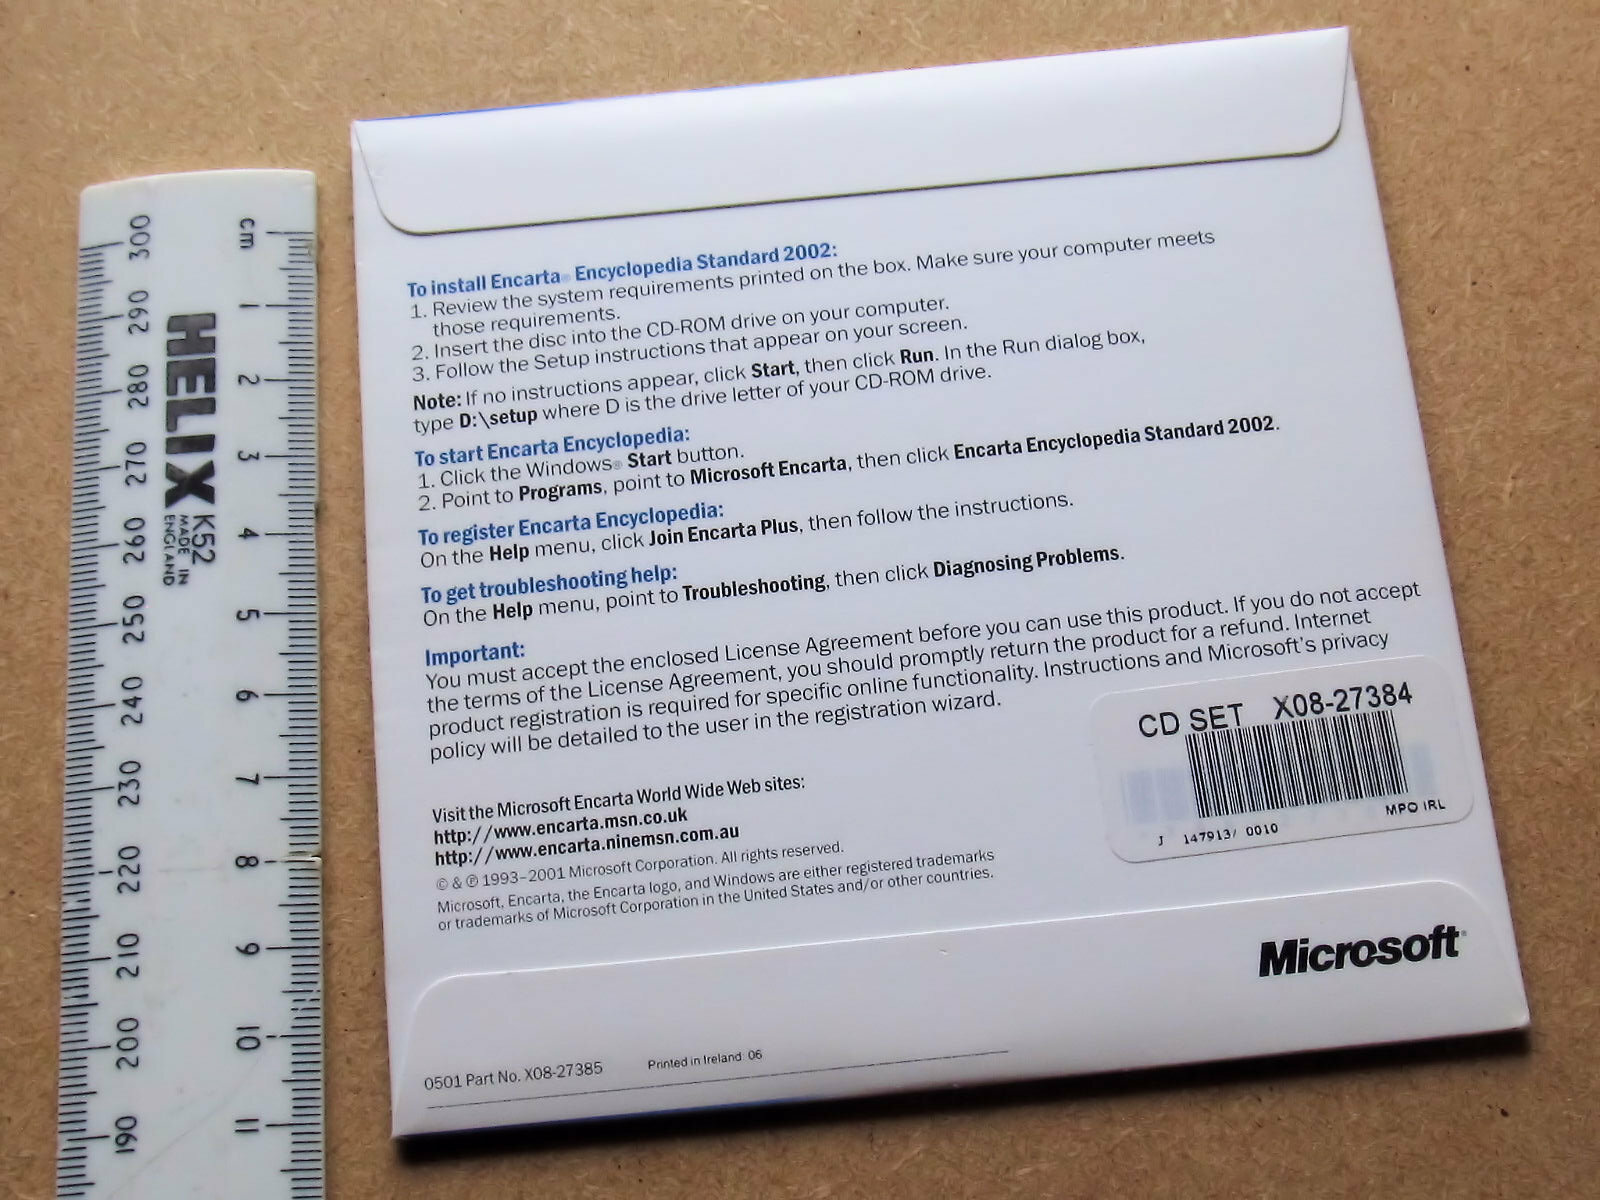 To install Encarta® Encyclopedia Standard 2002:
1. Review the system requirements printed on the box. Make sure your computer meets
those requirements.
2. Insert the disc into the CD-ROM drive on your computer.
3. Follow the Setup instructions that appear on your screen.
Note: If no instructions appear, click Start, then click Run. In the Run dialog box,
type D:\setup where D is the drive letter of your CD-ROM drive.
To start Encarta Encyclopedia:
1. Click the Windows® Start button.
2. Point to Programs, point to Microsoft Encarta, then click Encarta Encyclopedia Standard 2002.
To register Encarta Encyclopedia:
On the Help menu, click Join Encarta Plus, then follow the instructions.
To get troubleshooting help:
On the Help menu, point to Troubleshooting, then click Diagnosing Problems.
Important:
You must accept the enclosed License Agreement before you can use this product. If you do not accept
the terms of the License Agreement, you should promptly return the product for a refund. Internet
product registration is required for specific online functionality. Instructions and Microsoft's privacy
policy will be detailed to the user in the registration wizard.
CD SET X08-27384
MPO IRL
J 147913/ 0010
Visit the Microsoft Encarta World Wide Web sites:
http://www.encarta.msn.co.uk
http://www.encarta.ninemsn.com.au
© & ℗ 1993–2001 Microsoft Corporation. All rights reserved.
Microsoft, Encarta, the Encarta logo, and Windows are either registered trademarks
or trademarks of Microsoft Corporation in the United States and/or other countries.
Microsoft®
0501 Part No. X08-27385 Printed in Ireland 06
HELIX K52
MADE IN
ENGLAND
cm 1 2 3 4 5 6 7 8 9 10 11
300 290 280 270 260 250 240 230 220 210 200 190